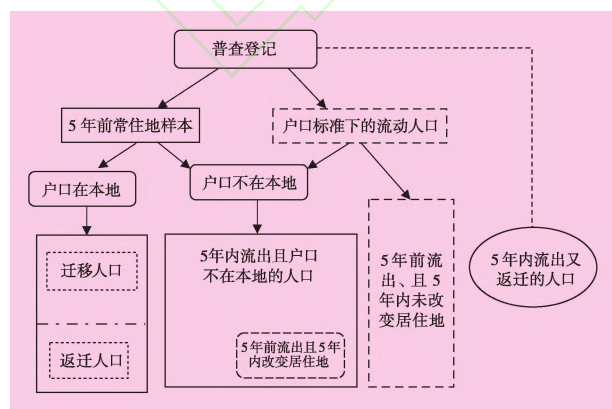 普查登记
5年前常住地样本
户口标准下的流动人口
户口在本地
户口不在本地
迁移人口
返迁人口
5年内流出且户口
不在本地的人口
5年前流出且5年
内改变居住地
5年前流
出、且5
年内未改
变居住地
5年内流出又
返迁的人口